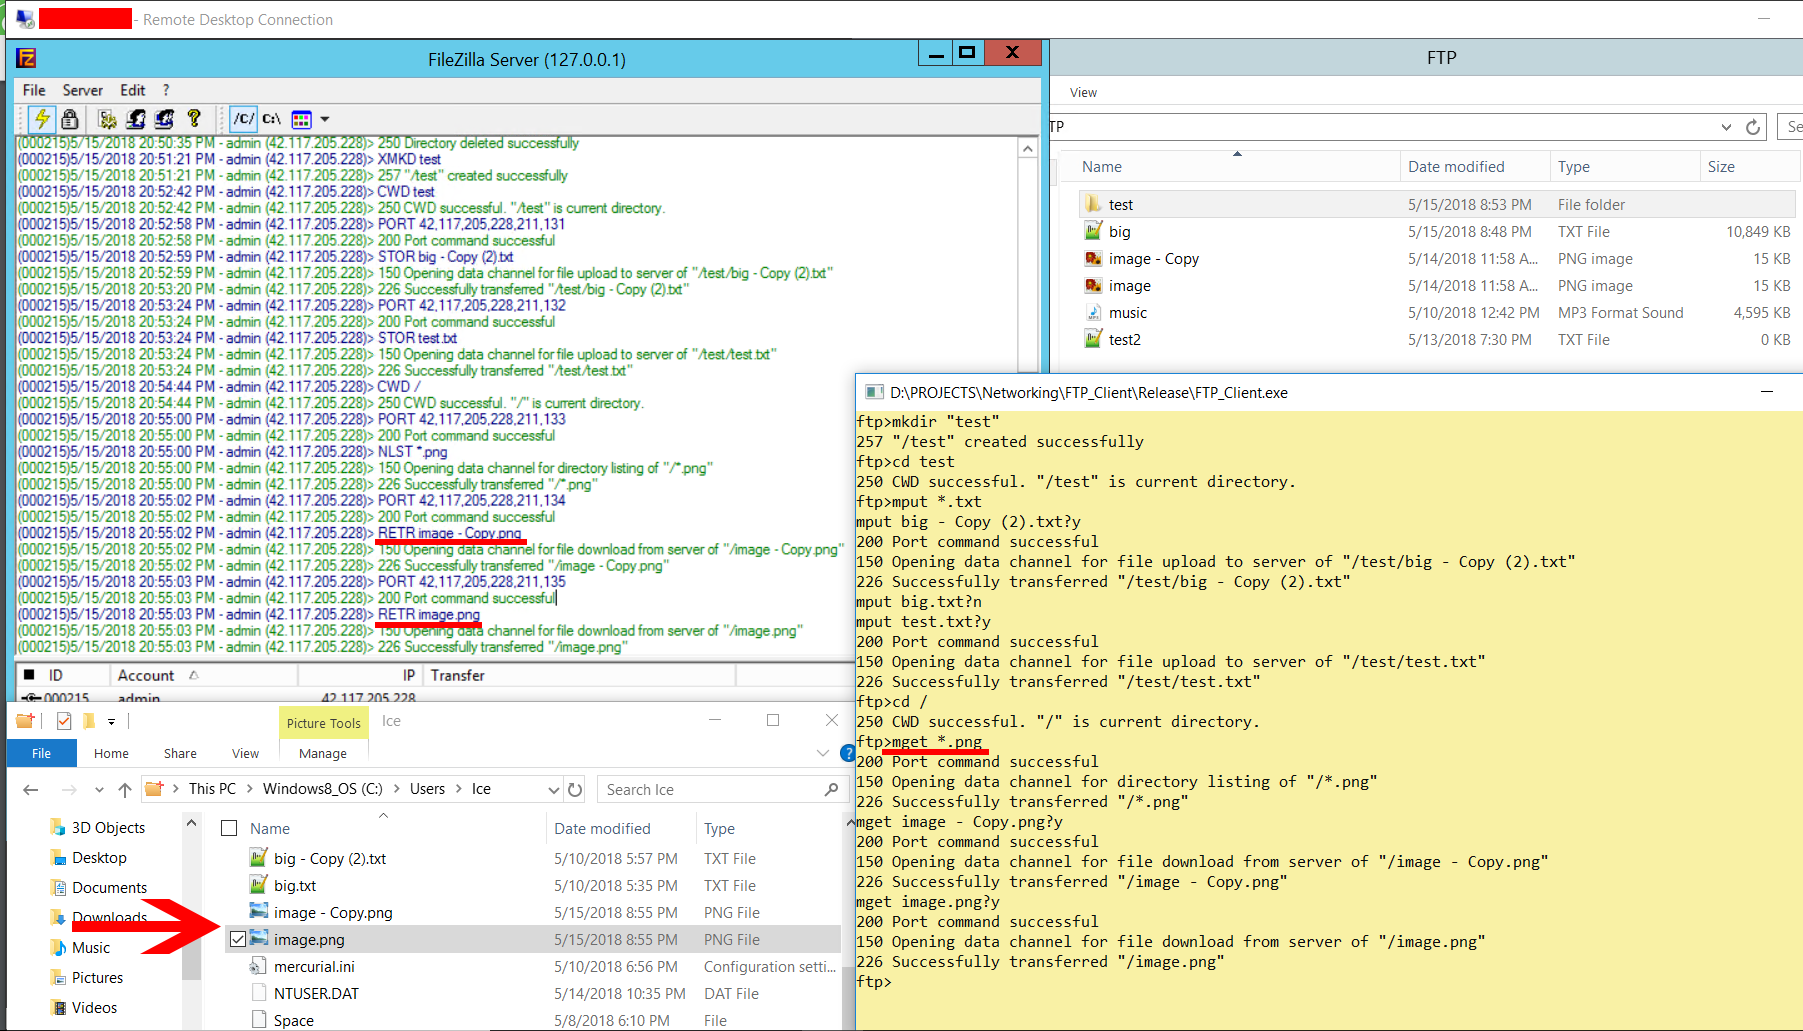 - Remote Desktop Connection
FileZilla Server (127.0.0.1)
File Server Edit ?
/C/ C:\
(000215)5/15/2018 20:50:35 PM - admin (42.117.205.228)> 250 Directory deleted successfully
(000215)5/15/2018 20:51:21 PM - admin (42.117.205.228)> XMKD test
(000215)5/15/2018 20:51:21 PM - admin (42.117.205.228)> 257 "/test" created successfully
(000215)5/15/2018 20:52:42 PM - admin (42.117.205.228)> CWD test
(000215)5/15/2018 20:52:42 PM - admin (42.117.205.228)> 250 CWD successful. "/test" is current directory.
(000215)5/15/2018 20:52:58 PM - admin (42.117.205.228)> PORT 42,117,205,228,211,131
(000215)5/15/2018 20:52:58 PM - admin (42.117.205.228)> 200 Port command successful
(000215)5/15/2018 20:52:59 PM - admin (42.117.205.228)> STOR big - Copy (2).txt
(000215)5/15/2018 20:52:59 PM - admin (42.117.205.228)> 150 Opening data channel for file upload to server of "/test/big - Copy (2).txt"
(000215)5/15/2018 20:53:20 PM - admin (42.117.205.228)> 226 Successfully transferred "/test/big - Copy (2).txt"
(000215)5/15/2018 20:53:24 PM - admin (42.117.205.228)> PORT 42,117,205,228,211,132
(000215)5/15/2018 20:53:24 PM - admin (42.117.205.228)> 200 Port command successful
(000215)5/15/2018 20:53:24 PM - admin (42.117.205.228)> STOR test.txt
(000215)5/15/2018 20:53:24 PM - admin (42.117.205.228)> 150 Opening data channel for file upload to server of "/test/test.txt"
(000215)5/15/2018 20:53:24 PM - admin (42.117.205.228)> 226 Successfully transferred "/test/test.txt"
(000215)5/15/2018 20:54:44 PM - admin (42.117.205.228)> CWD /
(000215)5/15/2018 20:54:44 PM - admin (42.117.205.228)> 250 CWD successful. "/" is current directory.
(000215)5/15/2018 20:55:00 PM - admin (42.117.205.228)> PORT 42,117,205,228,211,133
(000215)5/15/2018 20:55:00 PM - admin (42.117.205.228)> 200 Port command successful
(000215)5/15/2018 20:55:00 PM - admin (42.117.205.228)> NLST *.png
(000215)5/15/2018 20:55:00 PM - admin (42.117.205.228)> 150 Opening data channel for directory listing of "/*.png"
(000215)5/15/2018 20:55:00 PM - admin (42.117.205.228)> 226 Successfully transferred "/*.png"
(000215)5/15/2018 20:55:02 PM - admin (42.117.205.228)> PORT 42,117,205,228,211,134
(000215)5/15/2018 20:55:02 PM - admin (42.117.205.228)> 200 Port command successful
(000215)5/15/2018 20:55:02 PM - admin (42.117.205.228)> RETR image - Copy.png
(000215)5/15/2018 20:55:02 PM - admin (42.117.205.228)> 150 Opening data channel for file download from server of "/image - Copy.png"
(000215)5/15/2018 20:55:02 PM - admin (42.117.205.228)> 226 Successfully transferred "/image - Copy.png"
(000215)5/15/2018 20:55:03 PM - admin (42.117.205.228)> PORT 42,117,205,228,211,135
(000215)5/15/2018 20:55:03 PM - admin (42.117.205.228)> 200 Port command successful
(000215)5/15/2018 20:55:03 PM - admin (42.117.205.228)> RETR image.png
(000215)5/15/2018 20:55:03 PM - admin (42.117.205.228)> 150 Opening data channel for file download from server of "/image.png"
(000215)5/15/2018 20:55:03 PM - admin (42.117.205.228)> 226 Successfully transferred "/image.png"
ID Account IP Transfer
000215 admin 42.117.205.228
FTP
View
TP Se
Name Date modified Type Size
test 5/15/2018 8:53 PM File folder
big 5/15/2018 8:48 PM TXT File 10,849 KB
image - Copy 5/14/2018 11:58 A... PNG image 15 KB
image 5/14/2018 11:58 A... PNG image 15 KB
music 5/10/2018 12:42 PM MP3 Format Sound 4,595 KB
test2 5/13/2018 7:30 PM TXT File 0 KB
D:\PROJECTS\Networking\FTP_Client\Release\FTP_Client.exe
ftp>mkdir "test"
257 "/test" created successfully
ftp>cd test
250 CWD successful. "/test" is current directory.
ftp>mput *.txt
mput big - Copy (2).txt?y
200 Port command successful
150 Opening data channel for file upload to server of "/test/big - Copy (2).txt"
226 Successfully transferred "/test/big - Copy (2).txt"
mput big.txt?n
mput test.txt?y
200 Port command successful
150 Opening data channel for file upload to server of "/test/test.txt"
226 Successfully transferred "/test/test.txt"
ftp>cd /
250 CWD successful. "/" is current directory.
ftp>mget *.png
200 Port command successful
150 Opening data channel for directory listing of "/*.png"
226 Successfully transferred "/*.png"
mget image - Copy.png?y
200 Port command successful
150 Opening data channel for file download from server of "/image - Copy.png"
226 Successfully transferred "/image - Copy.png"
mget image.png?y
200 Port command successful
150 Opening data channel for file download from server of "/image.png"
226 Successfully transferred "/image.png"
ftp>
Picture Tools Ice
File Home Share View Manage
This PC > Windows8_OS (C:) > Users > Ice Search Ice
3D Objects
Desktop
Documents
Downloads
Music
Pictures
Videos
Name Date modified Type
big - Copy (2).txt 5/10/2018 5:57 PM TXT File
big.txt 5/10/2018 5:35 PM TXT File
image - Copy.png 5/15/2018 8:55 PM PNG File
image.png 5/15/2018 8:55 PM PNG File
mercurial.ini 5/10/2018 6:56 PM Configuration setti...
NTUSER.DAT 5/14/2018 10:35 PM DAT File
Space 5/8/2018 6:10 PM File